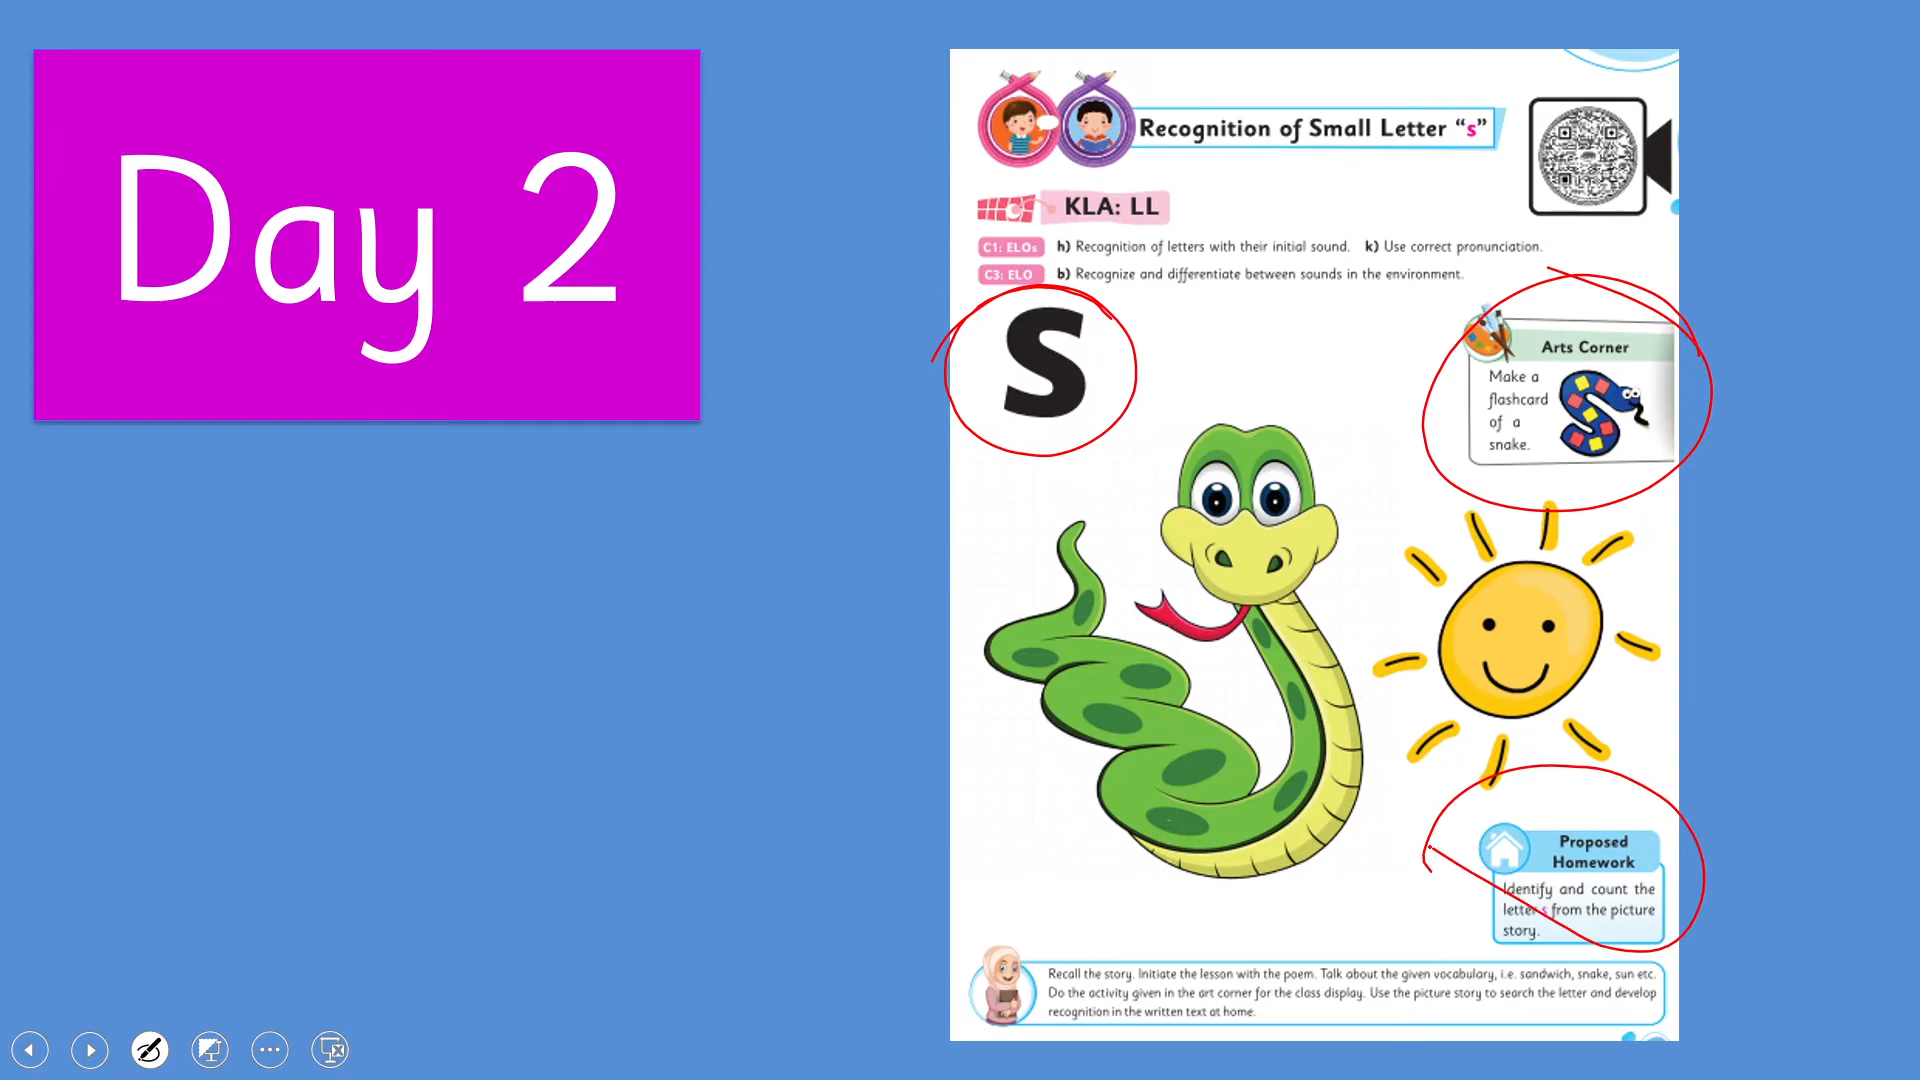 Day 2
Recognition of Small Letter “s”
KLA: LL
C1: ELOs h) Recognition of letters with their initial sound. k) Use correct pronunciation.
C3: ELO b) Recognize and differentiate between sounds in the environment.
s
Arts Corner
Make a
flashcard
of a
snake.
Proposed
Homework
Identify and count the
letter s from the picture
story.
Recall the story. Initiate the lesson with the poem. Talk about the given vocabulary, i.e. sandwich, snake, sun etc.
Do the activity given in the art corner for the class display. Use the picture story to search the letter and develop
recognition in the written text at home.